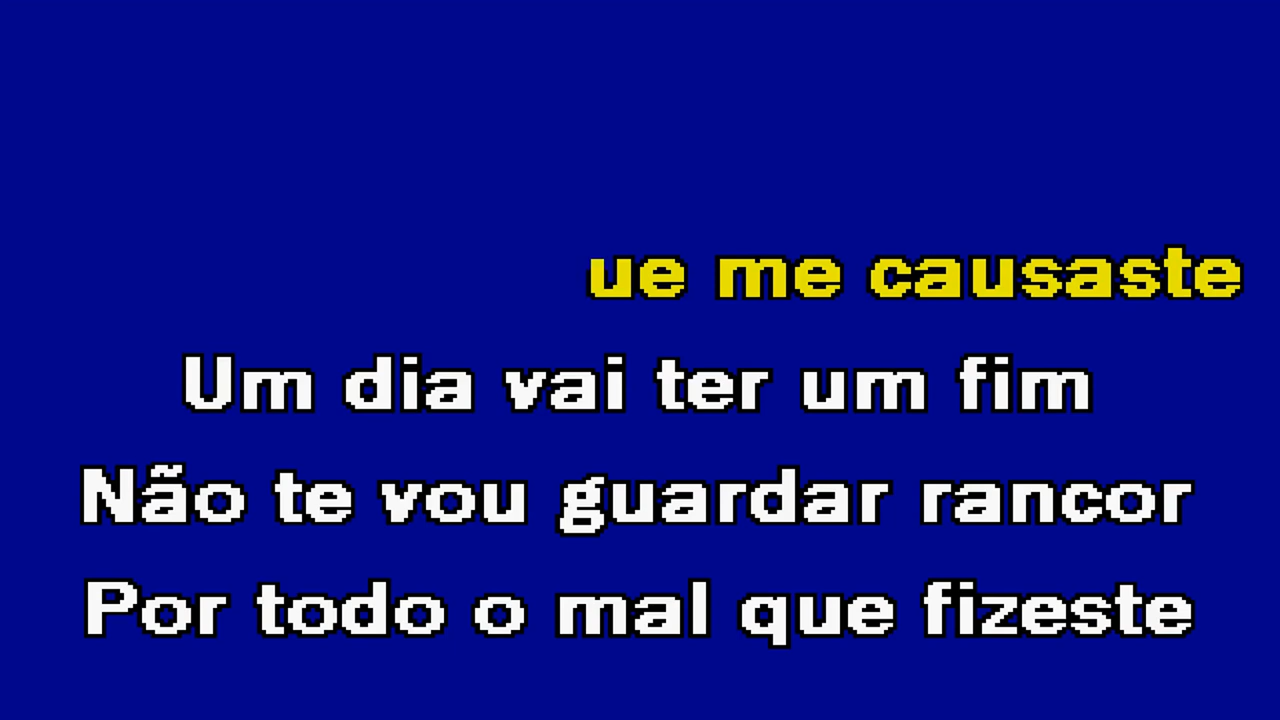 ue me causaste
Um dia vai ter um fim
Não te vou guardar rancor
Por todo o mal que fizeste